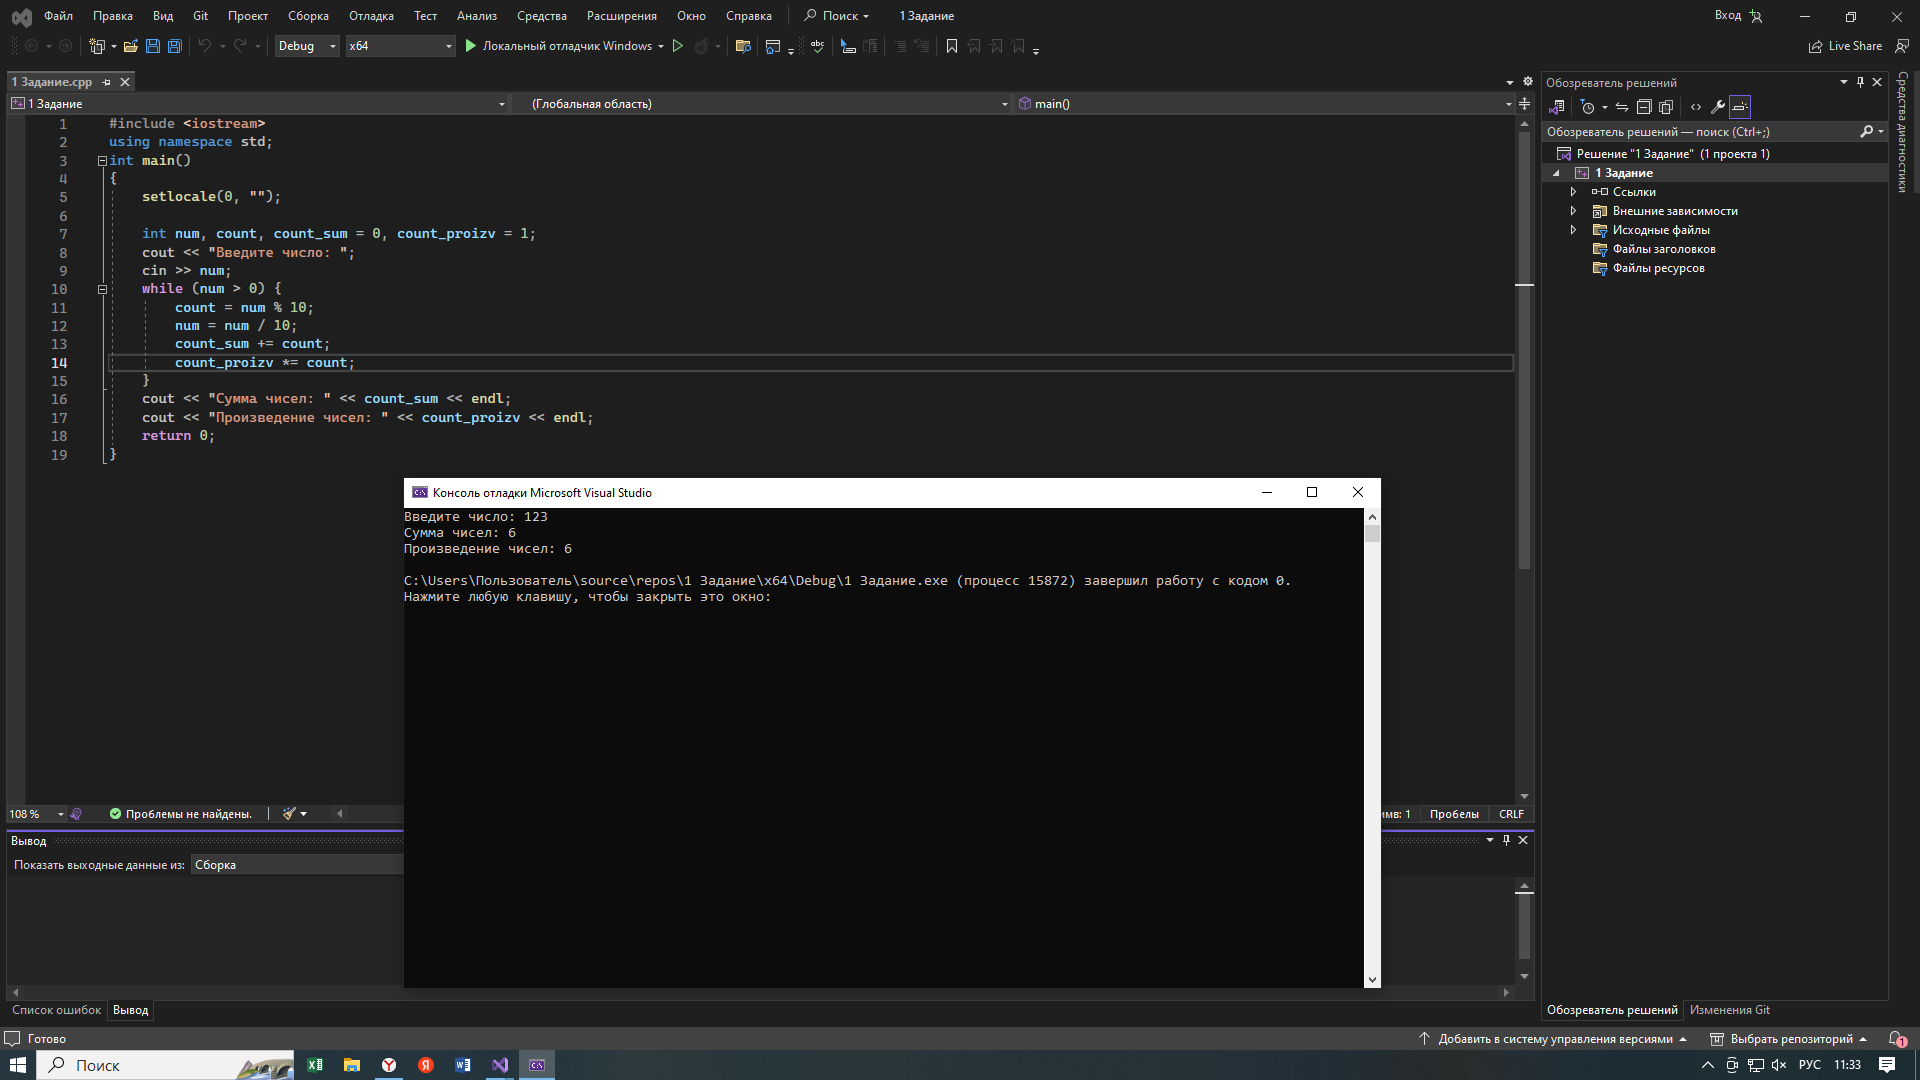 Файл Правка Вид Git Проект Сборка Отладка Тест Анализ Средства Расширения Окно Справка Поиск 1 Задание Вход
Debug x64 Локальный отладчик Windows Live Share
1 Задание.cpp
1 Задание (Глобальная область) main()
1 #include <iostream>
2 using namespace std;
3 int main()
4 {
5 setlocale(0, "");
6
7 int num, count, count_sum = 0, count_proizv = 1;
8 cout << "Введите число: ";
9 cin >> num;
10 while (num > 0) {
11 count = num % 10;
12 num = num / 10;
13 count_sum += count;
14 count_proizv *= count;
15 }
16 cout << "Сумма чисел: " << count_sum << endl;
17 cout << "Произведение чисел: " << count_proizv << endl;
18 return 0;
19 }
Консоль отладки Microsoft Visual Studio
Введите число: 123
Сумма чисел: 6
Произведение чисел: 6
C:\Users\Пользователь\source\repos\1 Задание\x64\Debug\1 Задание.exe (процесс 15872) завершил работу с кодом 0.
Нажмите любую клавишу, чтобы закрыть это окно:
108 % Проблемы не найдены. имв: 1 Пробелы CRLF
Вывод
Показать выходные данные из: Сборка
Список ошибок Вывод
Обозреватель решений
Обозреватель решений — поиск (Ctrl+;)
Решение "1 Задание" (1 проекта 1)
1 Задание
Ссылки
Внешние зависимости
Исходные файлы
Файлы заголовков
Файлы ресурсов
Обозреватель решений Изменения Git
Средства диагностики
Готово Добавить в систему управления версиями Выбрать репозиторий 1
Поиск РУС 11:33